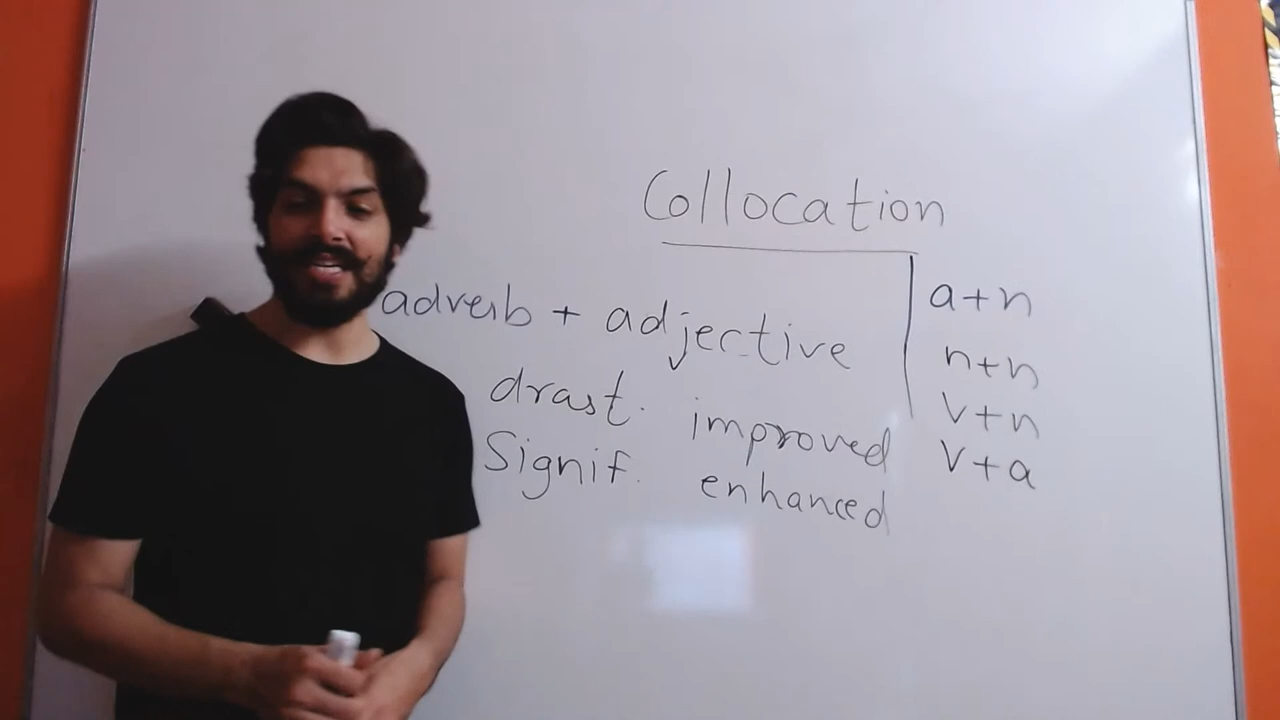 Collocation
adverb + adjective
drast. improved
Signif. enhanced
a+n
n+n
v+n
v+a